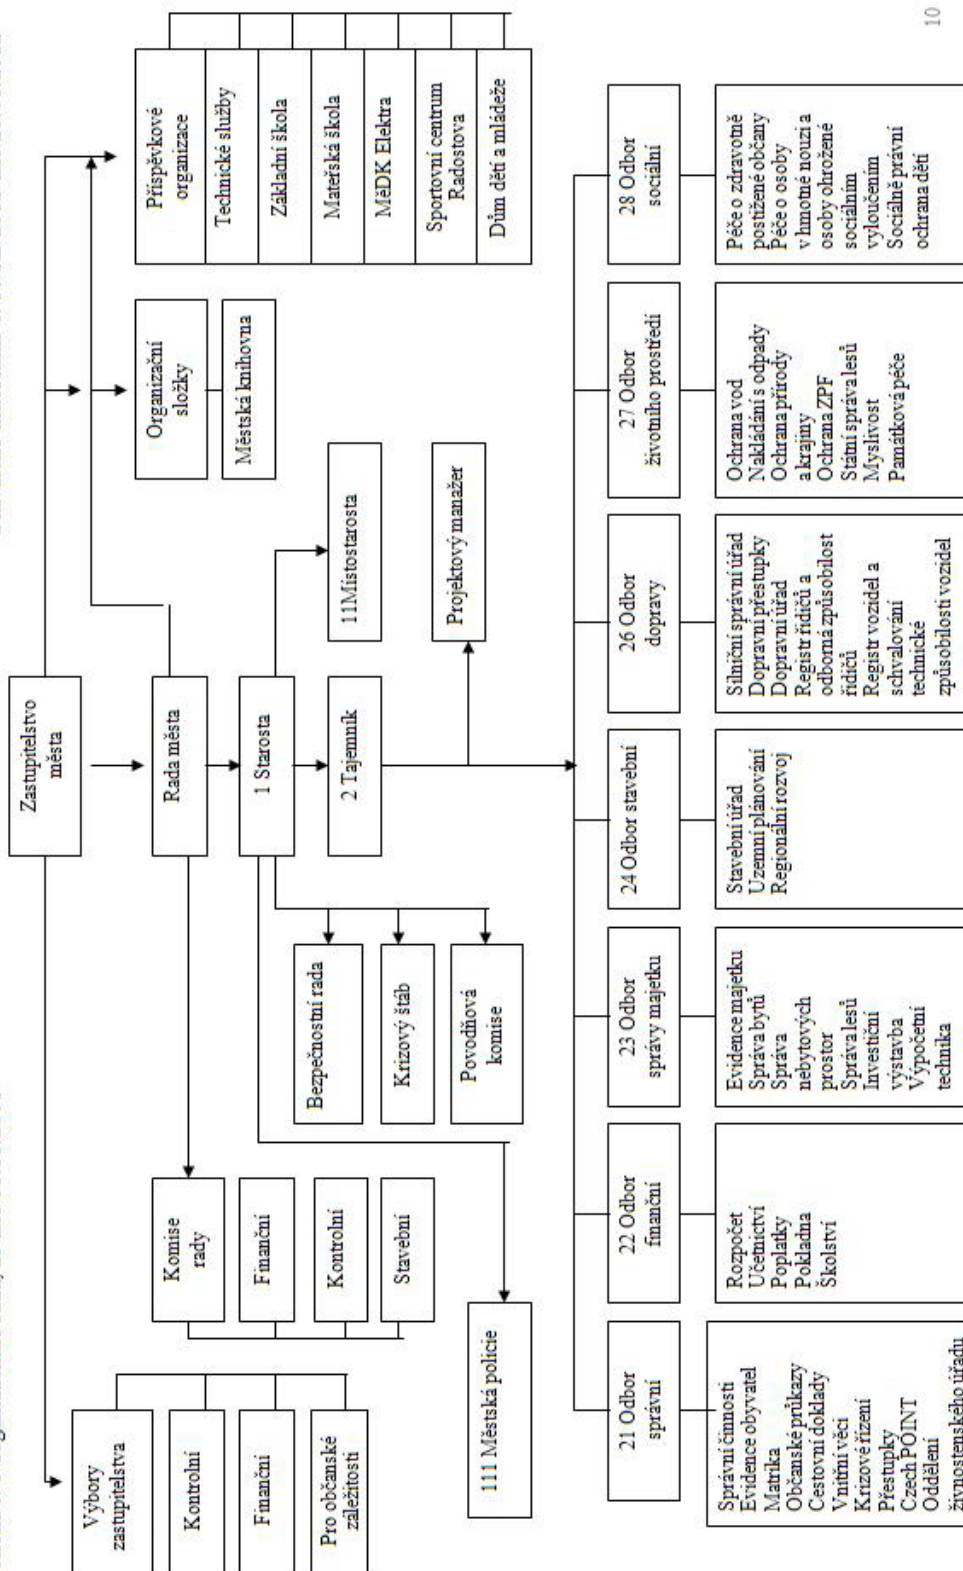 Zastupitelstvo
města
Výbory
zastupitelstva
Kontrolní
Finanční
Pro občanské
záležitosti
Rada města
Komise
rady
Finanční
Kontrolní
Stavební
1 Starosta
2 Tajemník
11Místostarosta
Projektový manažer
Bezpečnostní rada
Krizový štáb
Povodňová
komise
111 Městská policie
Organizační
složky
Městská knihovna
Příspěvkové
organizace
Technické služby
Základní škola
Mateřská škola
MěDK Elektra
Sportovní centrum
Radostova
Dům dětí a mládeže
21 Odbor
správní
Správní činnosti
Evidence obyvatel
Matrika
Občanské průkazy
Cestovní doklady
Vnitřní věci
Krizové řízení
Přestupky
Czech POINT
Oddělení
živnostenského úřadu
22 Odbor
finanční
Rozpočet
Učetnictví
Poplatky
Pokladna
Školství
23 Odbor
správy majetku
Evidence majetku
Správa bytů
Správa
nebytových
prostor
Správa lesů
Investiční
výstavba
Výpočetní
technika
24 Odbor stavební
Stavební úřad
Uzemní plánování
Regionální rozvoj
26 Odbor
dopravy
Silniční správní úřad
Dopravní přestupky
Dopravní úřad
Registr řidičů a
odborná způsobilost
řidičů
Registr vozidel a
schvalování
technické
způsobilosti vozidel
27 Odbor
životního prostředí
Ochrana vod
Nakládání s odpady
Ochrana přírody
a krajiny
Ochrana ZPF
Státní správa lesů
Myslivost
Památková péče
28 Odbor
sociální
Péče o zdravotně
postižené občany
Péče o osoby
v hmotné nouzi a
osoby ohrožené
sociálním
vyloučením
Sociálně právní
ochrana dětí
10